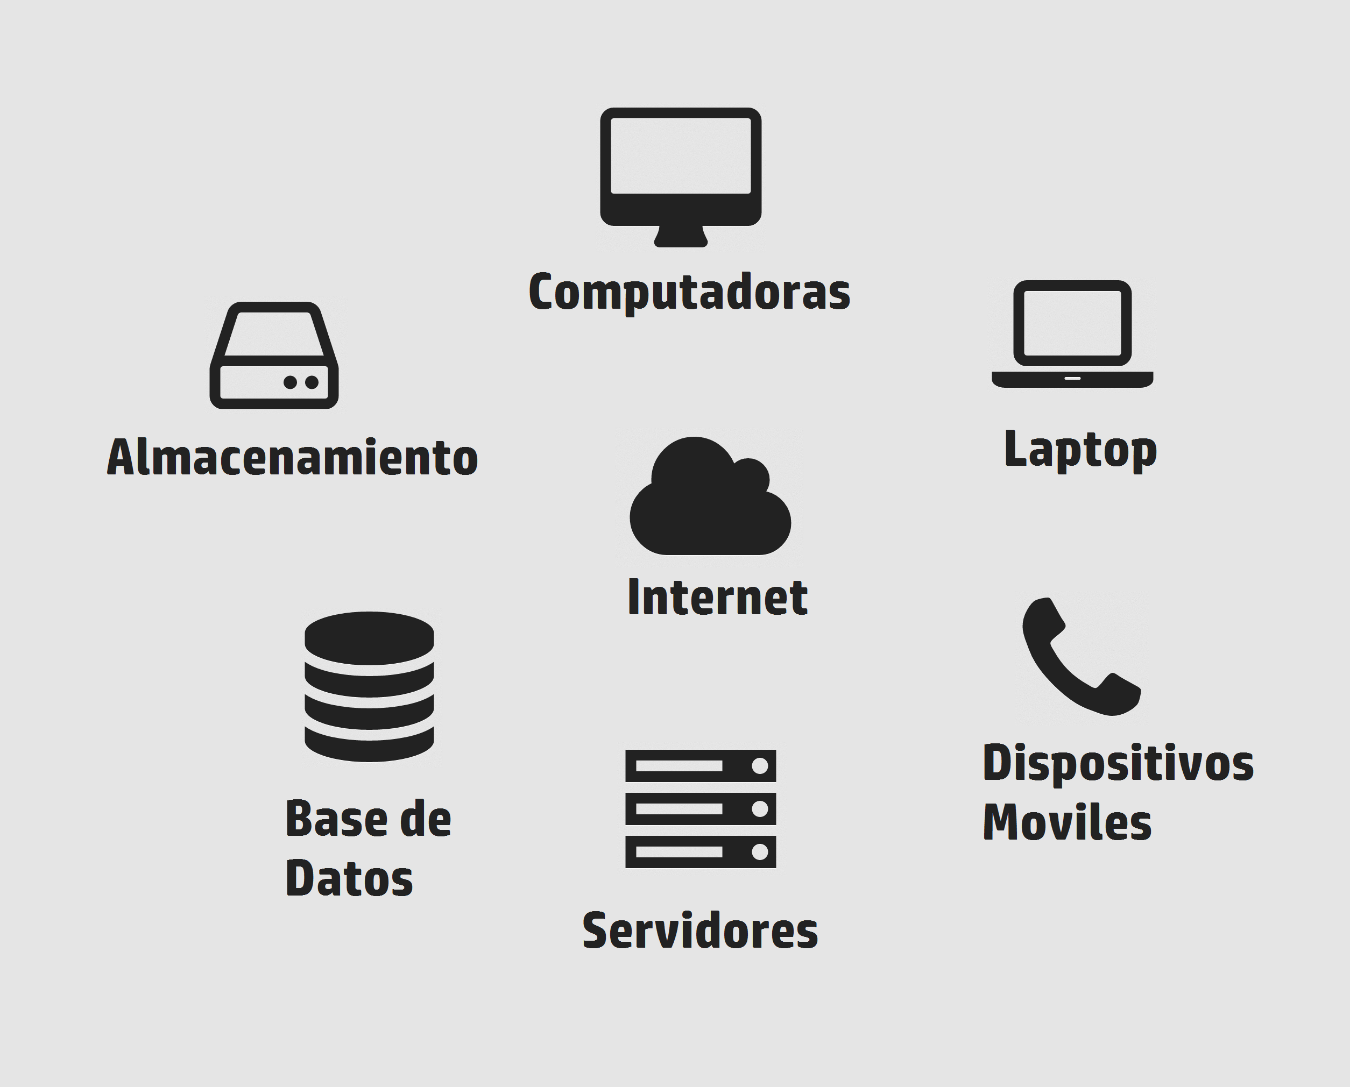 Computadoras
Almacenamiento
Laptop
Internet
Base de
Datos
Dispositivos
Moviles
Servidores